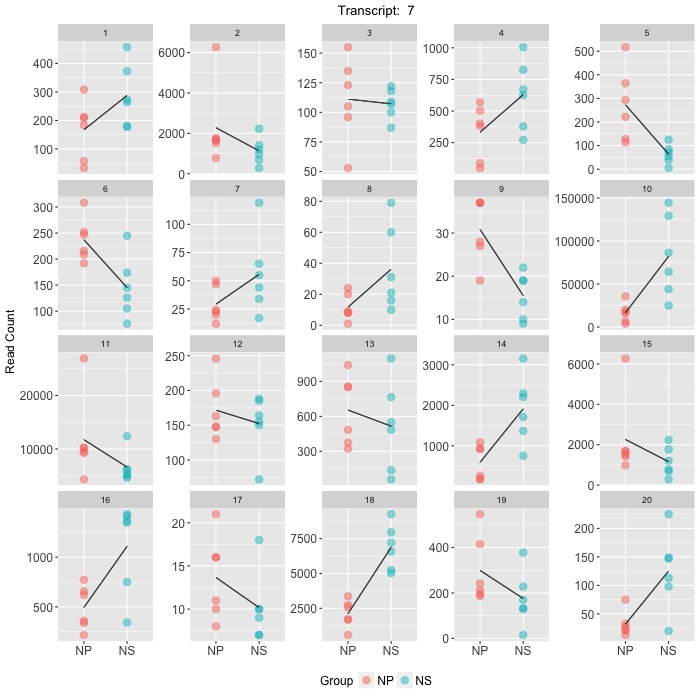 Transcript: 7
1 2 3 4 5
400 6000 150 1000 500
300 125 750 400
200 4000 100 500 300
100 2000 75 250 200
0 50 100
0
6 7 8 9 10
300 100 80 30 150000
250 75 60 100000
200 50 40 20 50000
150 25 20
100 0 10 0
Read Count
11 12 13 14 15
20000 250 900 3000 6000
200 600 2000 4000
10000 150 300 1000 2000
100 0
16 17 18 19 20
1000 20 7500 400 200
15 5000 200 150
500 10 2500 100
0 50
NP NS NP NS NP NS NP NS NP NS
Group NP NS